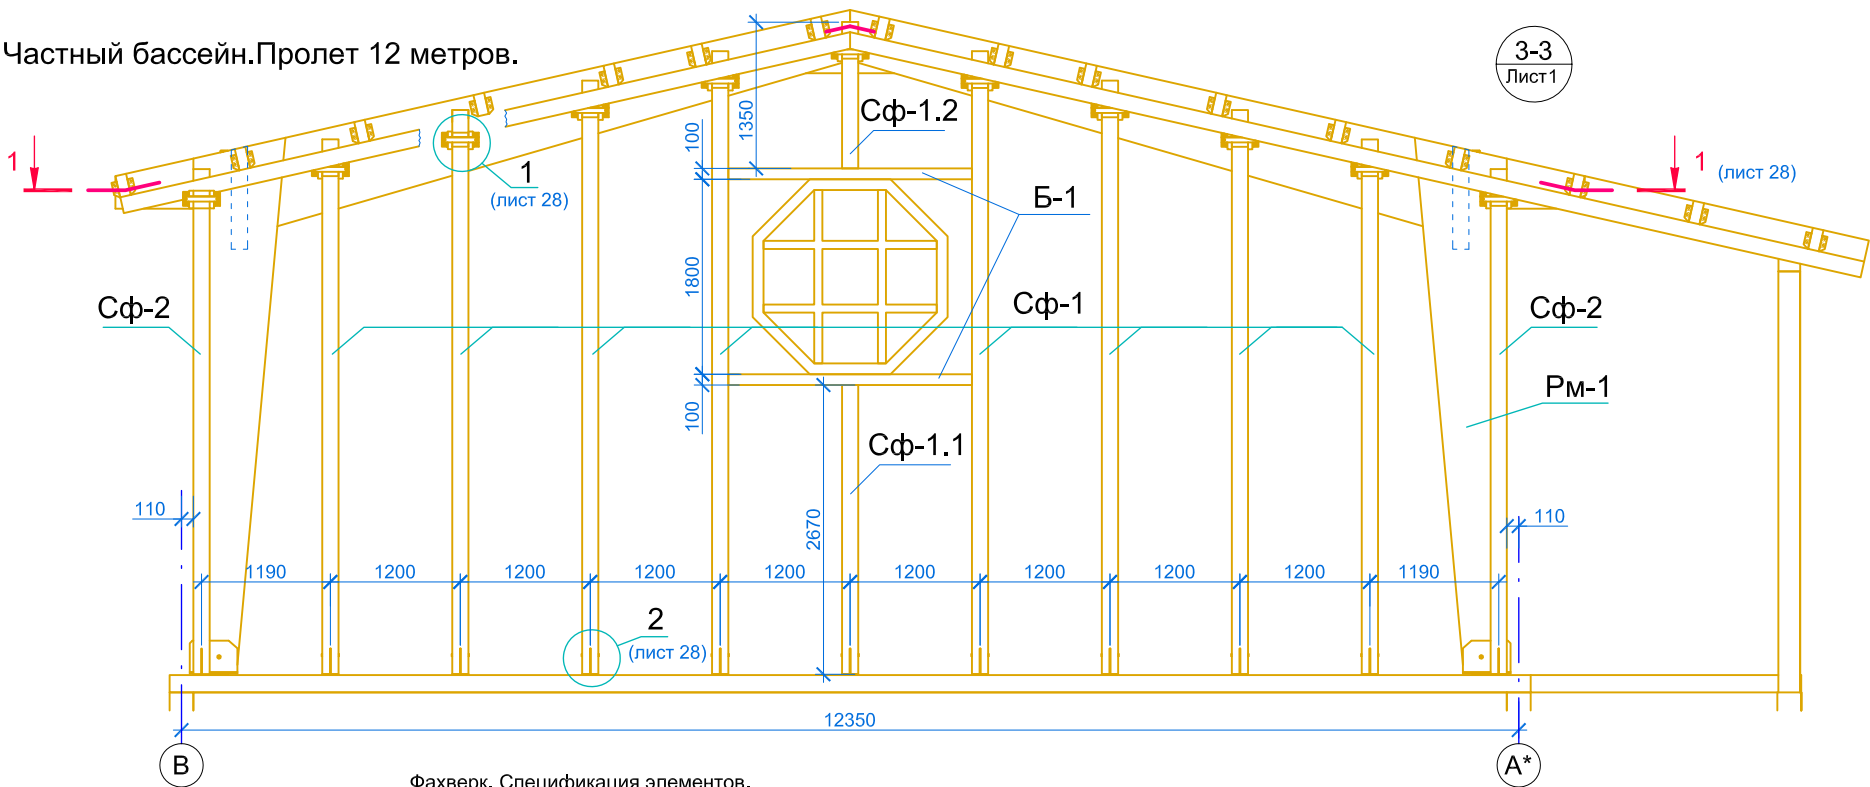 Частный бассейн.Пролет 12 метров.
3-3
Лист1
1350
Сф-1.2
100
1
1
(лист 28)
1
(лист 28)
Б-1
1800
Сф-2
Сф-1
Сф-2
Рм-1
100
Сф-1.1
110
2670
110
1190
1200
1200
1200
1200
1200
1200
1200
1200
1190
2
(лист 28)
12350
В
А*
Фахверк. Спецификация элементов.